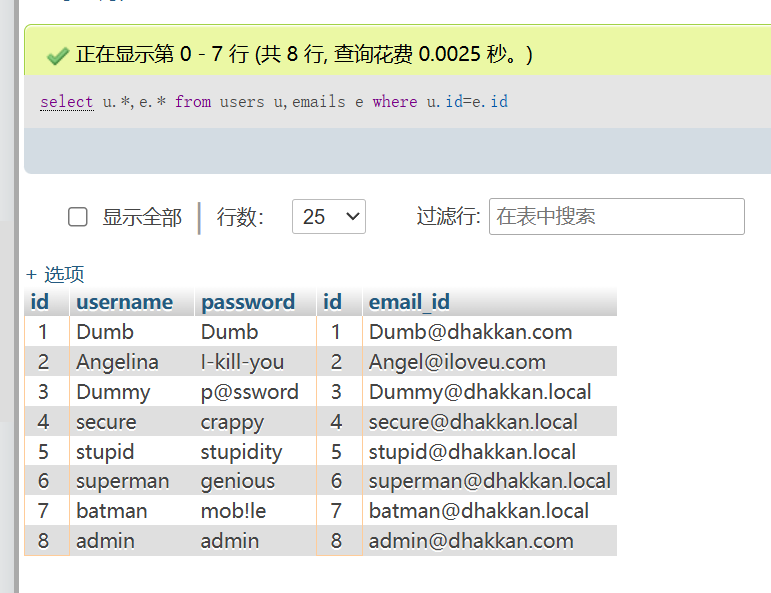 正在显示第 0 - 7 行 (共 8 行, 查询花费 0.0025 秒。)
select u.*,e.* from users u,emails e where u.id=e.id
显示全部 行数: 25 过滤行: 在表中搜索
+ 选项
id username password id email_id
1 Dumb Dumb 1 Dumb@dhakkan.com
2 Angelina I-kill-you 2 Angel@iloveu.com
3 Dummy p@ssword 3 Dummy@dhakkan.local
4 secure crappy 4 secure@dhakkan.local
5 stupid stupidity 5 stupid@dhakkan.local
6 superman genious 6 superman@dhakkan.local
7 batman mob!le 7 batman@dhakkan.local
8 admin admin 8 admin@dhakkan.com